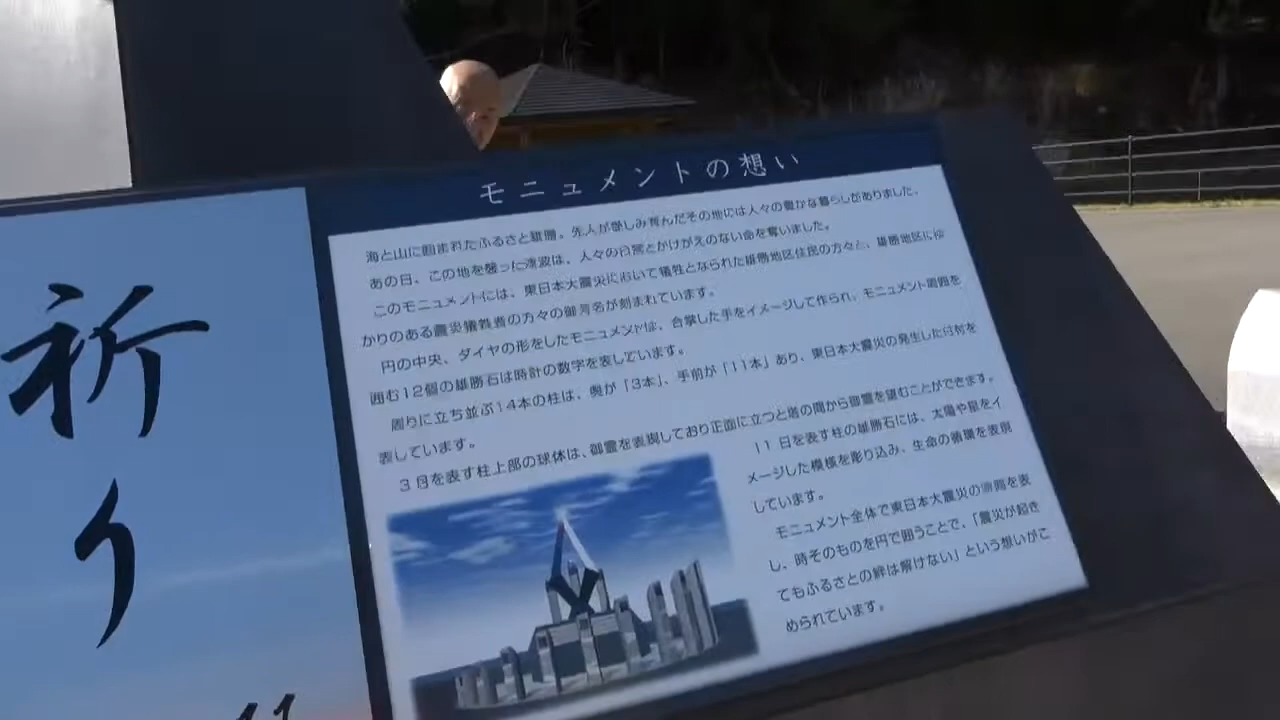 祈り
モニュメントの想い
海と山に囲まれたふるさと雄勝。先人が慈しみ育んだその地には人々の豊かな暮らしがありました。
あの日、この地を襲った津波は、人々の日常とかけがえのない命を奪いました。
このモニュメントには、東日本大震災において犠牲となられた雄勝地区住民の方々と、雄勝地区にゆ
かりのある震災犠牲者の方々の御芳名が刻まれています。
円の中央、ダイヤの形をしたモニュメントは、合掌した手をイメージして作られ、モニュメント周囲を
囲む12個の雄勝石は時計の数字を表しています。
周りに立ち並ぶ14本の柱は、奥が「3本」、手前が「11本」あり、東日本大震災の発生した日時を
表しています。
3月を表す柱上部の球体は、御霊を表現しており正面に立つと塔の間から御霊を望むことができます。
11日を表す柱の雄勝石には、太陽や星をイ
メージした模様を彫り込み、生命の循環を表現
しています。
モニュメント全体で東日本大震災の時間を表
し、時そのものを円で囲うことで、「震災が起き
てもふるさとの絆は解けない」という想いがこ
められています。